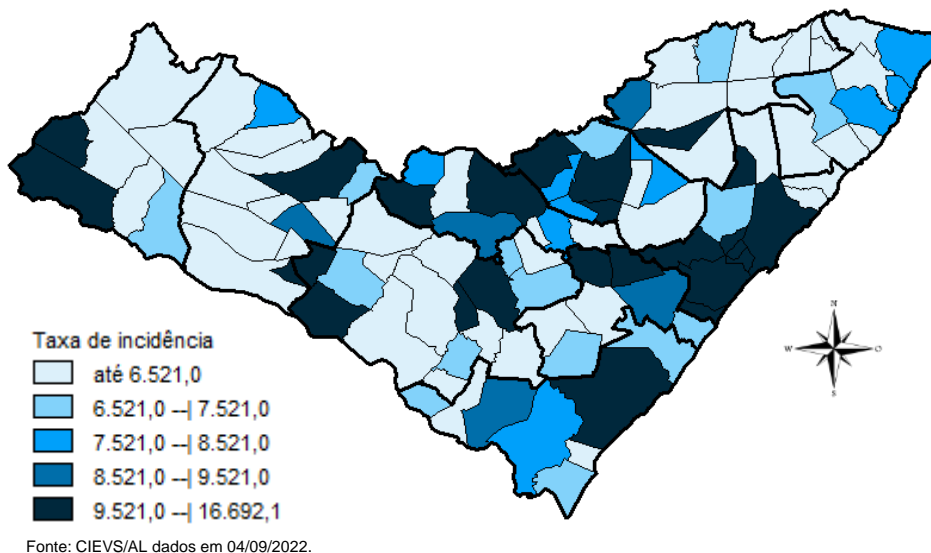 N
W
O
S
Taxa de incidência
até 6.521,0
6.521,0 --| 7.521,0
7.521,0 --| 8.521,0
8.521,0 --| 9.521,0
9.521,0 --| 16.692,1
Fonte: CIEVS/AL dados em 04/09/2022.